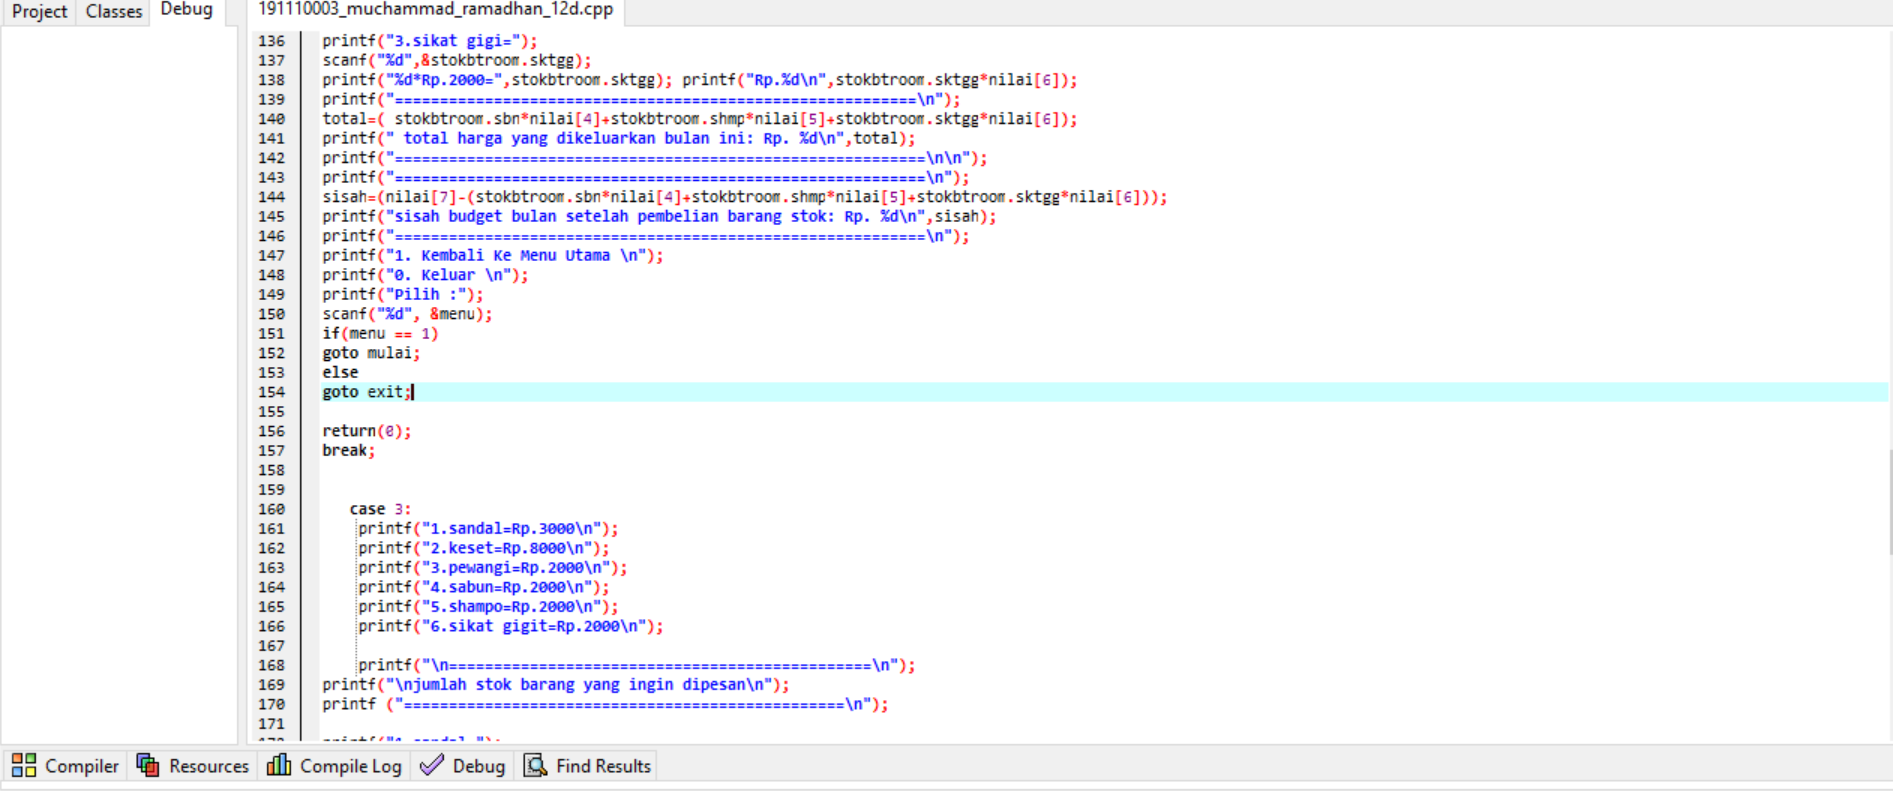 Project Classes Debug
191110003_muchammad_ramadhan_12d.cpp
136 printf("3.sikat gigi=");
137 scanf("%d",&stokbtroom.sktgg);
138 printf("%d*Rp.2000=",stokbtroom.sktgg); printf("Rp.%d\n",stokbtroom.sktgg*nilai[6]);
139 printf("==========================================================\n");
140 total=( stokbtroom.sbn*nilai[4]+stokbtroom.shmp*nilai[5]+stokbtroom.sktgg*nilai[6]);
141 printf(" total harga yang dikeluarkan bulan ini: Rp. %d\n",total);
142 printf("===========================================================\n\n");
143 printf("===========================================================\n");
144 sisah=(nilai[7]-(stokbtroom.sbn*nilai[4]+stokbtroom.shmp*nilai[5]+stokbtroom.sktgg*nilai[6]));
145 printf("sisah budget bulan setelah pembelian barang stok: Rp. %d\n",sisah);
146 printf("===========================================================\n");
147 printf("1. Kembali Ke Menu Utama \n");
148 printf("0. Keluar \n");
149 printf("Pilih :");
150 scanf("%d", &menu);
151 if(menu == 1)
152 goto mulai;
153 else
154 goto exit;
155
156 return(0);
157 break;
158
159
160 case 3:
161 printf("1.sandal=Rp.3000\n");
162 printf("2.keset=Rp.8000\n");
163 printf("3.pewangi=Rp.2000\n");
164 printf("4.sabun=Rp.2000\n");
165 printf("5.shampo=Rp.2000\n");
166 printf("6.sikat gigit=Rp.2000\n");
167
168 printf("\n===============================================\n");
169 printf("\njumlah stok barang yang ingin dipesan\n");
170 printf ("=================================================\n");
171
Compiler Resources Compile Log Debug Find Results